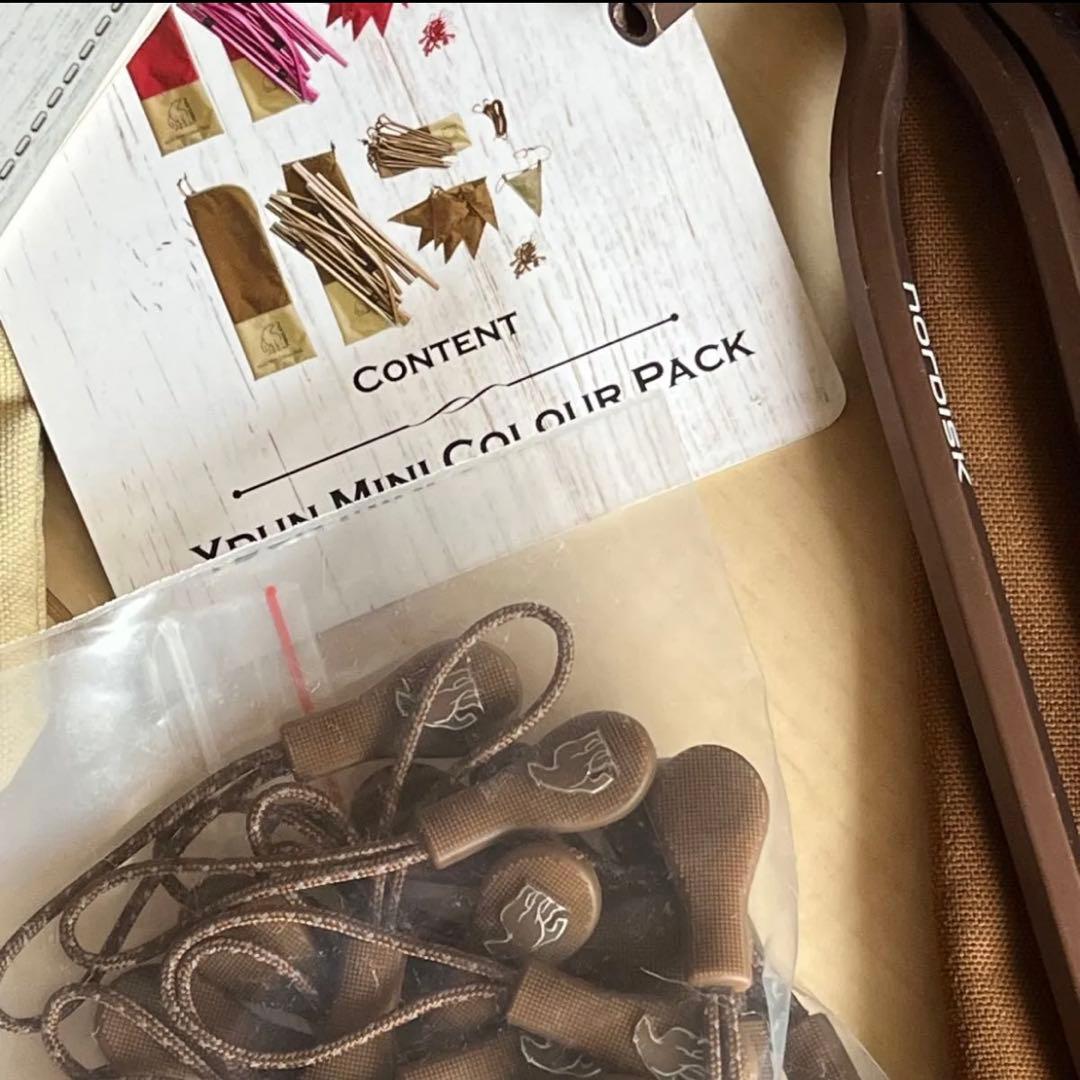 CONTENT
YDUN MINI COLOUR PACK
nordisk